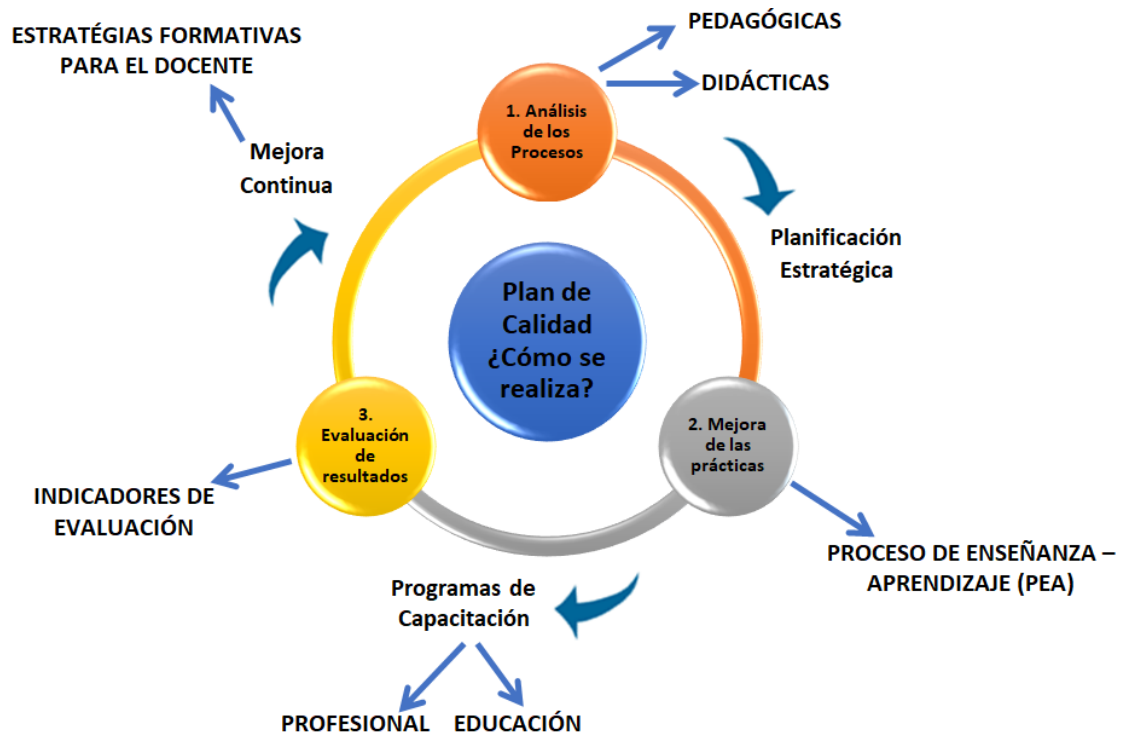 ESTRATÉGIAS FORMATIVAS
PARA EL DOCENTE
PEDAGÓGICAS
DIDÁCTICAS
1. Análisis
de los
Procesos
Mejora
Continua
Planificación
Estratégica
Plan de
Calidad
¿Cómo se
realiza?
3.
Evaluación
de
resultados
2. Mejora
de las
prácticas
INDICADORES DE
EVALUACIÓN
PROCESO DE ENSEÑANZA –
APRENDIZAJE (PEA)
Programas de
Capacitación
PROFESIONAL
EDUCACIÓN